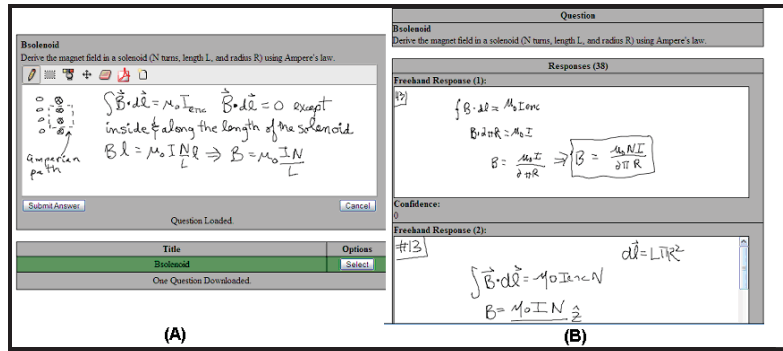 Bsolenoid
Derive the magnet field in a solenoid (N turns, length L, and radius R) using Ampere's law.
∫B⃗·dl⃗ = μ₀I_enc B⃗·dl⃗ = 0 except
inside & along the length of the solenoid
Bl = μ₀I N/L l ⇒ B = μ₀ IN/L
amperian
path
Submit Answer
Cancel
Question Loaded.
Title Options
Bsolenoid Select
One Question Downloaded.
(A)
Question
Bsolenoid
Derive the magnet field in a solenoid (N turns, length L, and radius R) using Ampere's law.
Responses (38)
Freehand Response (1):
∫B·dl = μ₀Ienc
B·2πR = μ₀I
B = μ₀I/2πR ⇒ B = μ₀NI/2πR
Confidence:
0
Freehand Response (2):
#13 dl⃗ = LπR²
∫B⃗·dl⃗ = μ₀IencN
B = μ₀IN ẑ
(B)